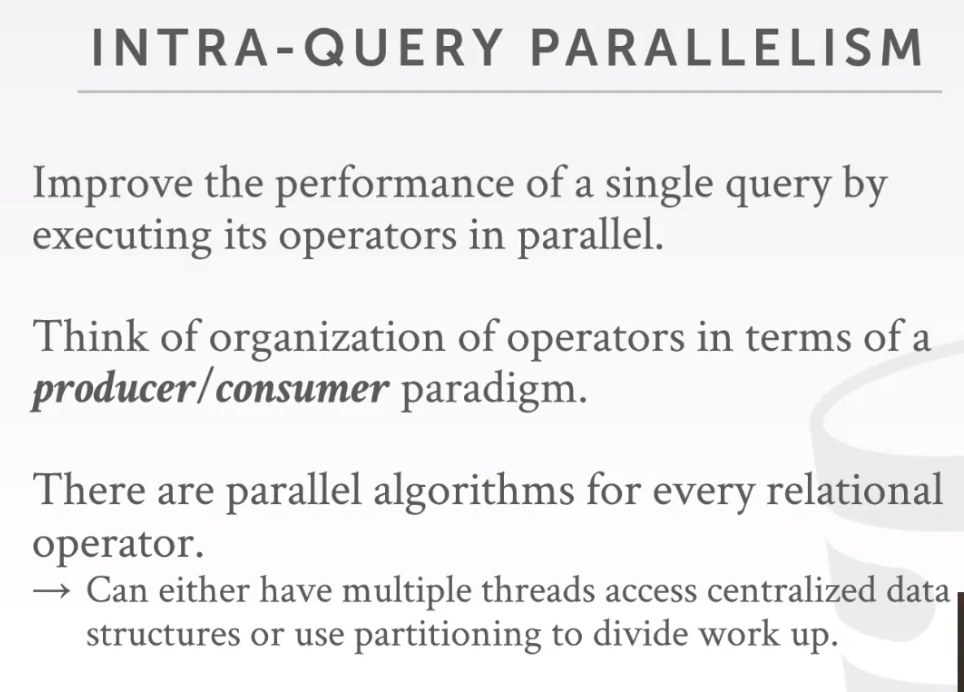 INTRA-QUERY PARALLELISM
Improve the performance of a single query by
executing its operators in parallel.
Think of organization of operators in terms of a
producer/consumer paradigm.
There are parallel algorithms for every relational
operator.
→ Can either have multiple threads access centralized data
structures or use partitioning to divide work up.